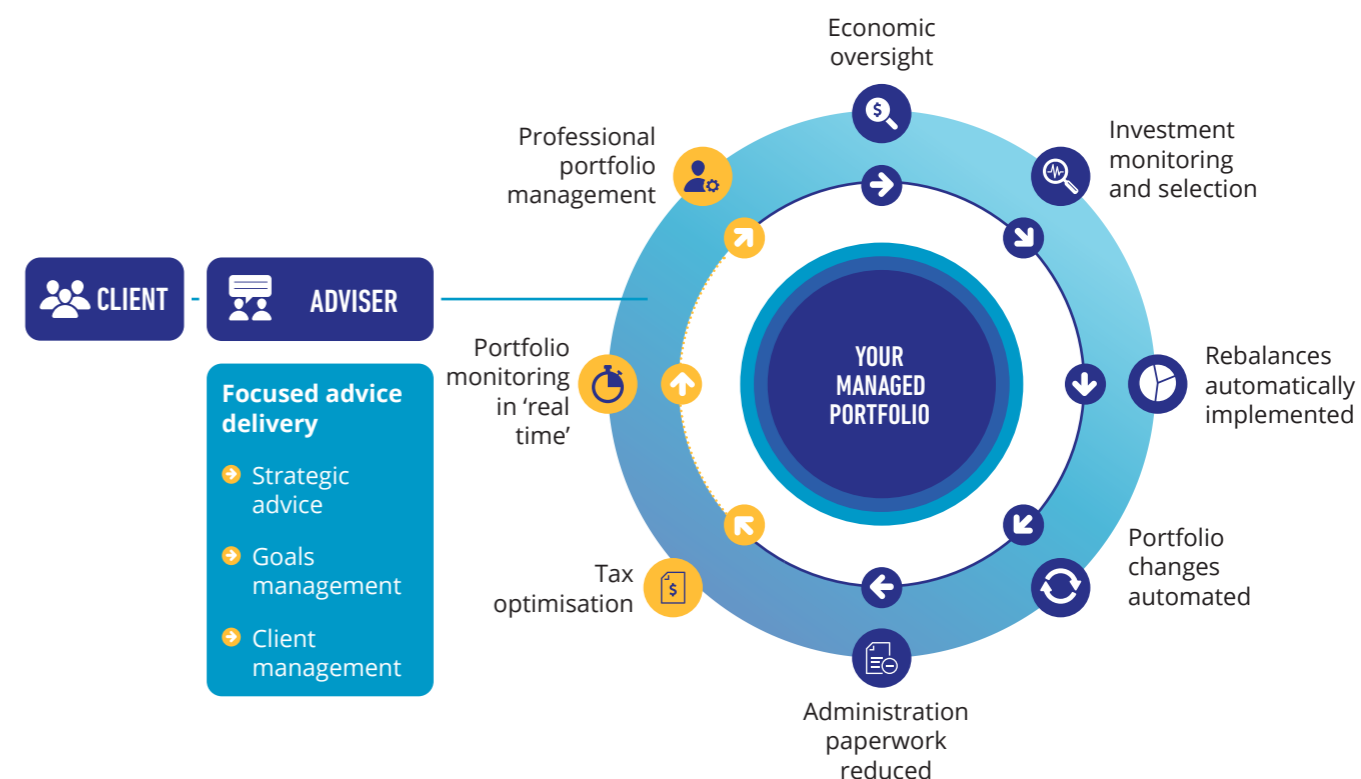 Economic
oversight
Investment
monitoring
and selection
Rebalances
automatically
implemented
Portfolio
changes
automated
Administration
paperwork
reduced
Tax
optimisation
Portfolio
monitoring
in ‘real
time’
Professional
portfolio
management
YOUR
MANAGED
PORTFOLIO
CLIENT
ADVISER
Focused advice
delivery
Strategic
advice
Goals
management
Client
management
$
$